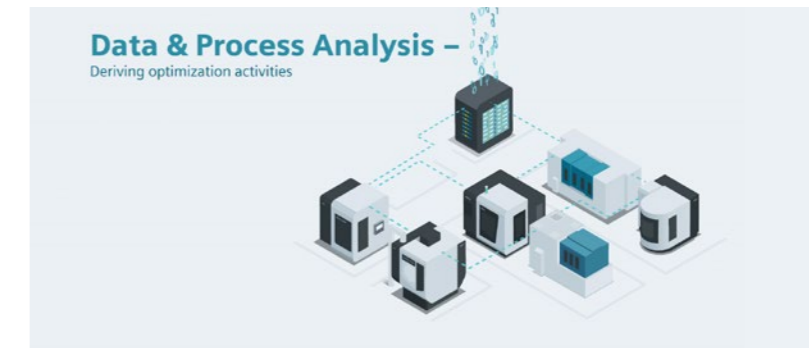 Data & Process Analysis –
Deriving optimization activities